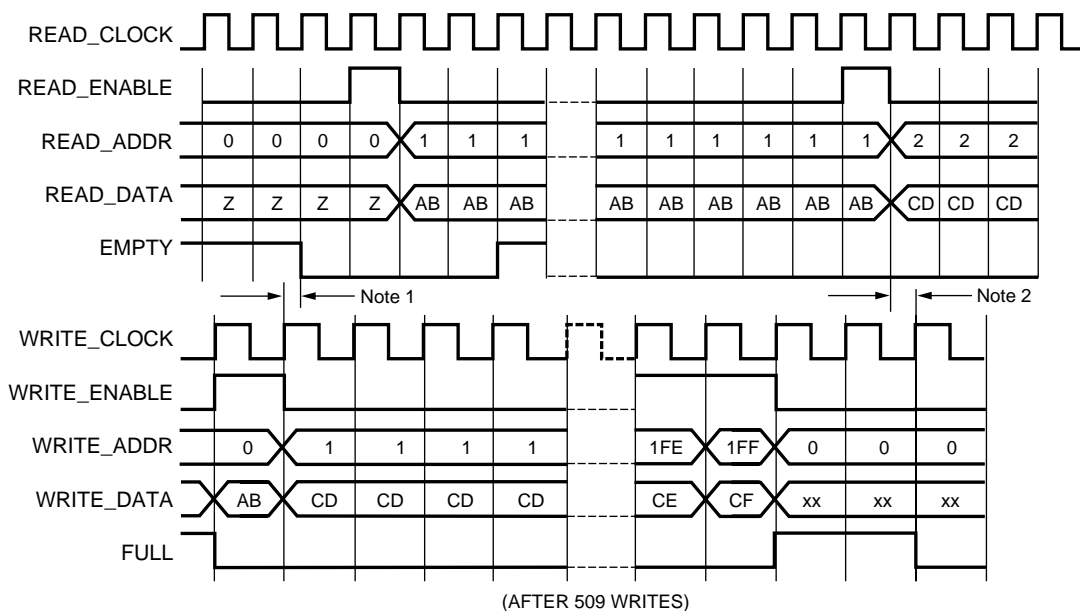 READ_CLOCK
READ_ENABLE
READ_ADDR 0 0 0 0 1 1 1 1 1 1 1 1 1 2 2 2
READ_DATA Z Z Z Z AB AB AB AB AB AB AB AB AB CD CD CD
EMPTY
Note 1 Note 2
WRITE_CLOCK
WRITE_ENABLE
WRITE_ADDR 0 1 1 1 1 1FE 1FF 0 0 0
WRITE_DATA AB CD CD CD CD CE CF xx xx xx
FULL
(AFTER 509 WRITES)